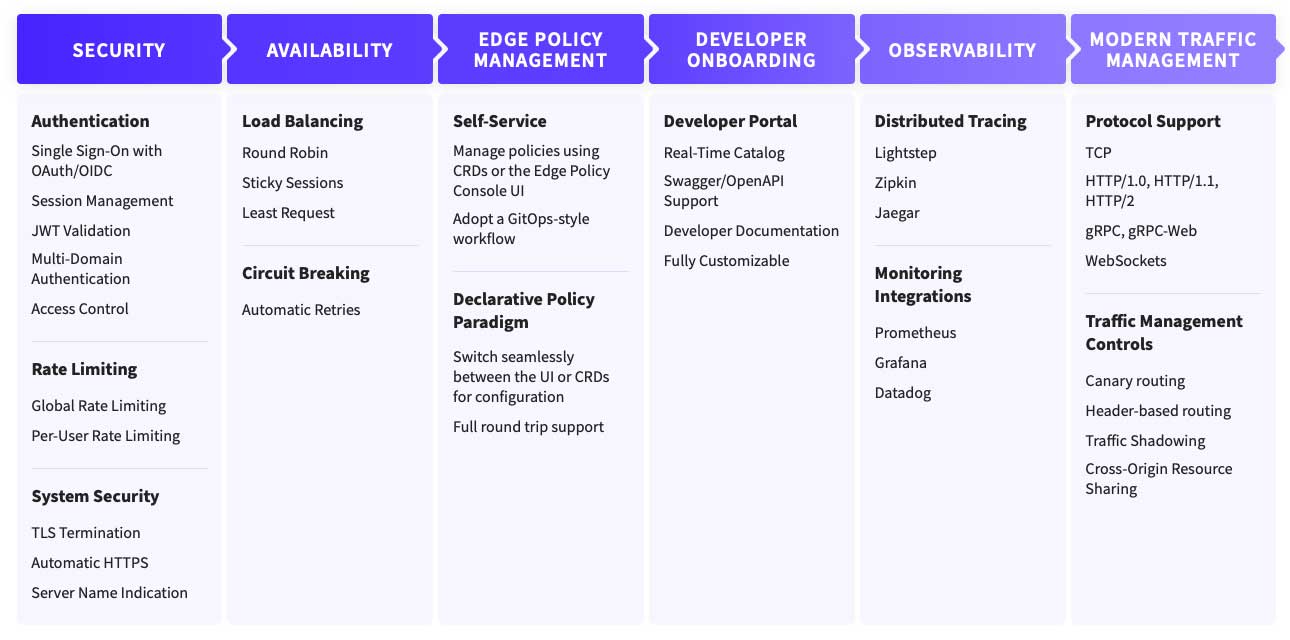 SECURITY
AVAILABILITY
EDGE POLICY
MANAGEMENT
DEVELOPER
ONBOARDING
OBSERVABILITY
MODERN TRAFFIC
MANAGEMENT
Authentication
Single Sign-On with
OAuth/OIDC
Session Management
JWT Validation
Multi-Domain
Authentication
Access Control
Rate Limiting
Global Rate Limiting
Per-User Rate Limiting
System Security
TLS Termination
Automatic HTTPS
Server Name Indication
Load Balancing
Round Robin
Sticky Sessions
Least Request
Circuit Breaking
Automatic Retries
Self-Service
Manage policies using
CRDs or the Edge Policy
Console UI
Adopt a GitOps-style
workflow
Declarative Policy
Paradigm
Switch seamlessly
between the UI or CRDs
for configuration
Full round trip support
Developer Portal
Real-Time Catalog
Swagger/OpenAPI
Support
Developer Documentation
Fully Customizable
Distributed Tracing
Lightstep
Zipkin
Jaegar
Monitoring
Integrations
Prometheus
Grafana
Datadog
Protocol Support
TCP
HTTP/1.0, HTTP/1.1,
HTTP/2
gRPC, gRPC-Web
WebSockets
Traffic Management
Controls
Canary routing
Header-based routing
Traffic Shadowing
Cross-Origin Resource
Sharing